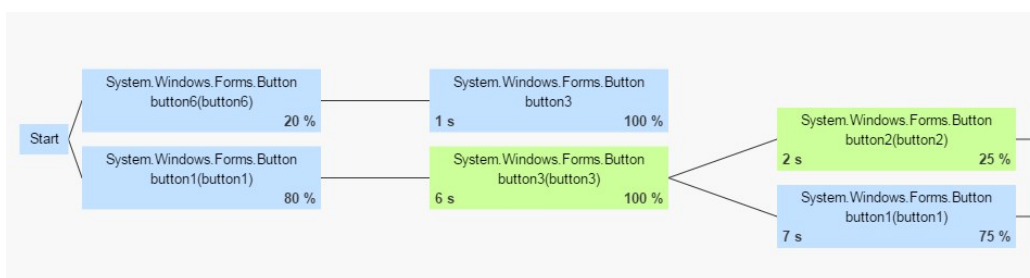 Start
System.Windows.Forms.Button
button6(button6)
20 %
System.Windows.Forms.Button
button1(button1)
80 %
System.Windows.Forms.Button
button3
1 s 100 %
System.Windows.Forms.Button
button3(button3)
6 s 100 %
System.Windows.Forms.Button
button2(button2)
2 s 25 %
System.Windows.Forms.Button
button1(button1)
7 s 75 %